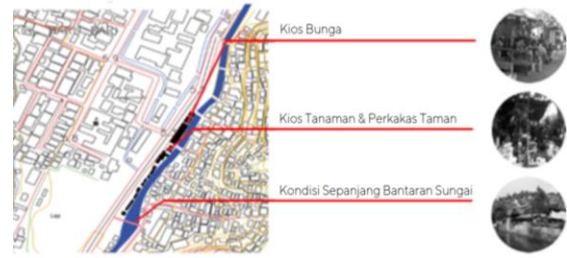 Kios Bunga
Kios Tanaman & Perkakas Taman
Kondisi Sepanjang Bantaran Sungai